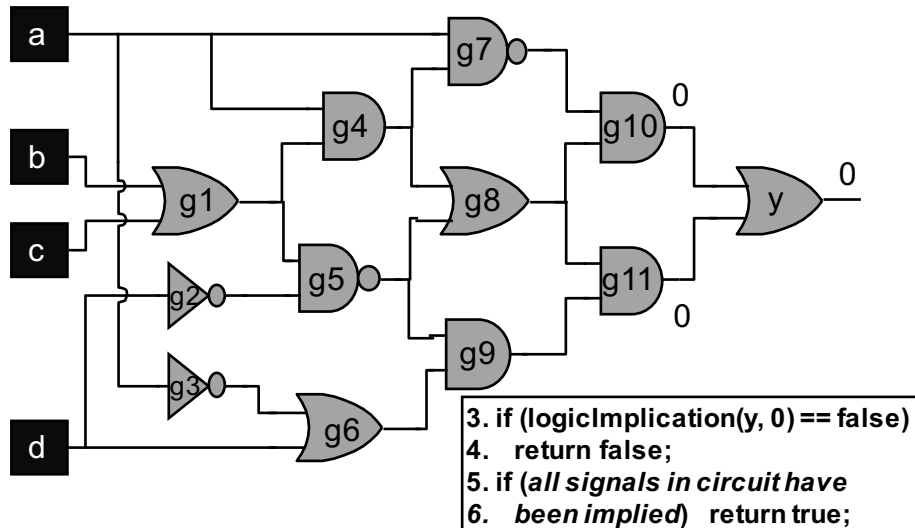 a
g7
0
g4
g10
b
0
g1
g8
y
c
g5
g11
g2
0
g9
g3
g6
d
3. if (logicImplication(y, 0) == false)
4. return false;
5. if (all signals in circuit have
6. been implied) return true;